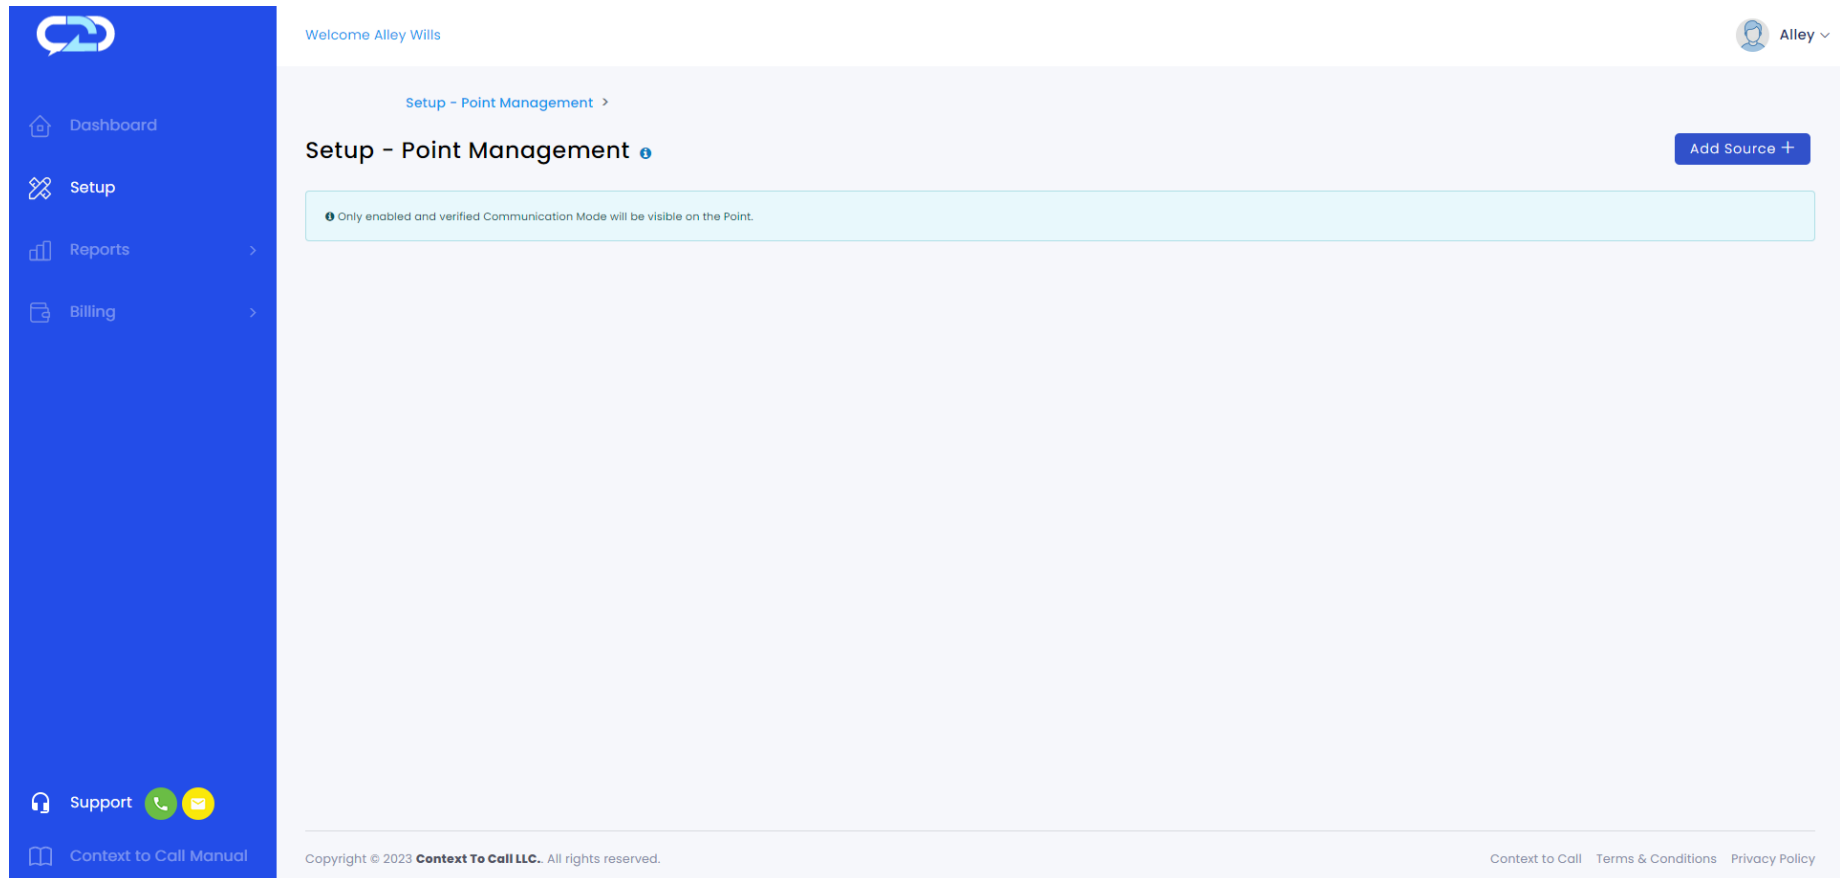 Welcome Alley Wills
Alley
Dashboard
Setup
Reports
Billing
Support
Context to Call Manual
Setup - Point Management >
Setup - Point Management
Add Source +
Only enabled and verified Communication Mode will be visible on the Point.
Copyright © 2023 Context To Call LLC.. All rights reserved.
Context to Call Terms & Conditions Privacy Policy